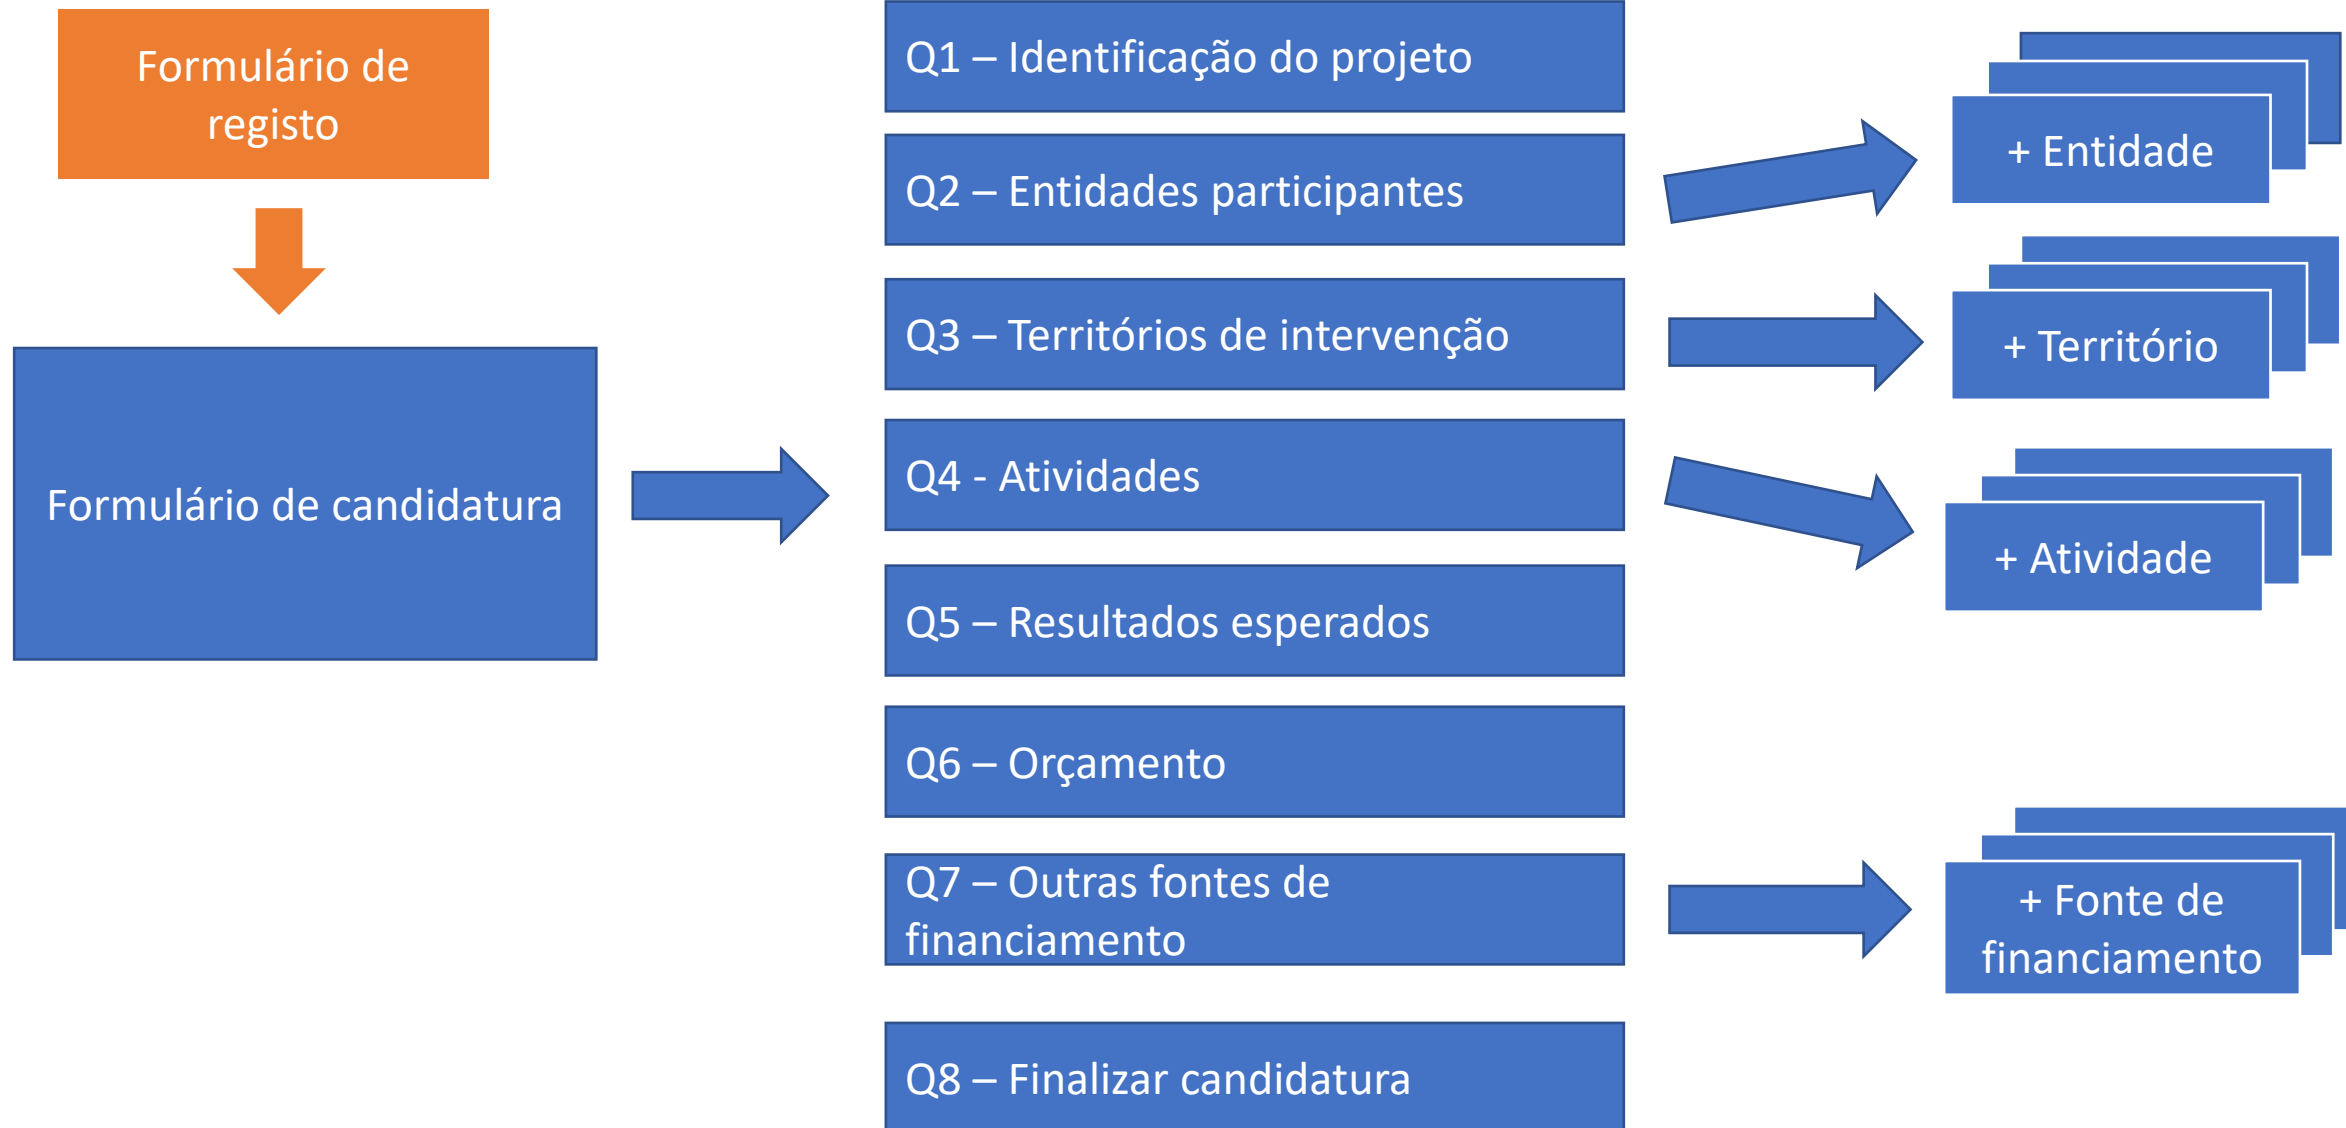 Formulário de
registo
Formulário de candidatura
Q1 – Identificação do projeto
Q2 – Entidades participantes
Q3 – Territórios de intervenção
Q4 - Atividades
Q5 – Resultados esperados
Q6 – Orçamento
Q7 – Outras fontes de
financiamento
Q8 – Finalizar candidatura
+ Entidade
+ Território
+ Atividade
+ Fonte de
financiamento